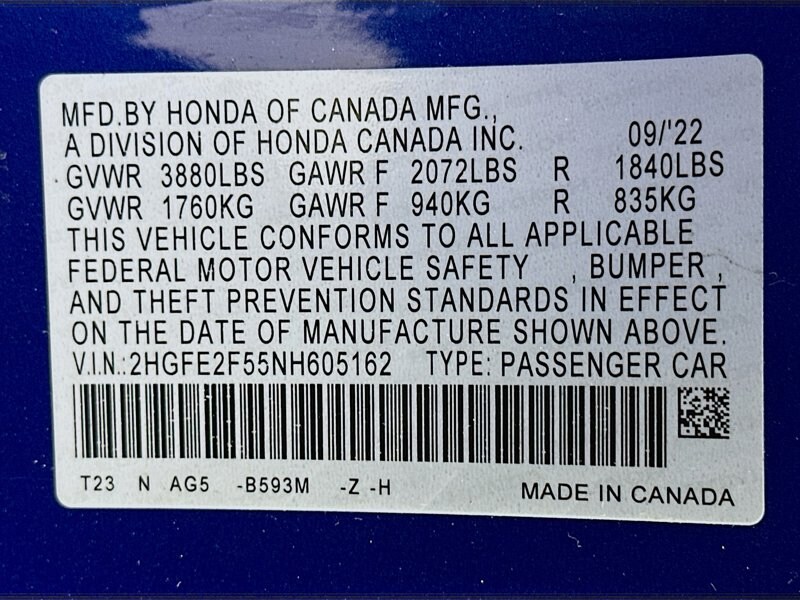 MFD.BY HONDA OF CANADA MFG.,
A DIVISION OF HONDA CANADA INC. 09/'22
GVWR 3880LBS GAWR F 2072LBS R 1840LBS
GVWR 1760KG GAWR F 940KG R 835KG
THIS VEHICLE CONFORMS TO ALL APPLICABLE
FEDERAL MOTOR VEHICLE SAFETY , BUMPER ,
AND THEFT PREVENTION STANDARDS IN EFFECT
ON THE DATE OF MANUFACTURE SHOWN ABOVE.
V.I.N.:2HGFE2F55NH605162 TYPE: PASSENGER CAR
T23 N AG5 -B593M -Z -H MADE IN CANADA